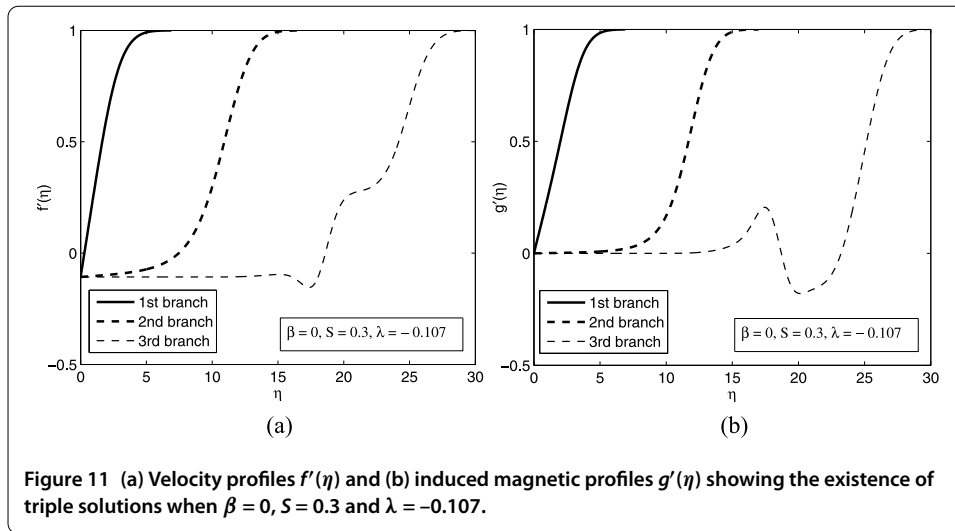 1
0.5
0
−0.5
f'(η)
1st branch
2nd branch
3rd branch
β = 0, S = 0.3, λ = − 0.107
0 5 10 15 20 25 30
η
(a)
1
0.5
0
−0.5
g'(η)
1st branch
2nd branch
3rd branch
β = 0, S = 0.3, λ = − 0.107
0 5 10 15 20 25 30
η
(b)
Figure 11 (a) Velocity profiles f'(η) and (b) induced magnetic profiles g'(η) showing the existence of
triple solutions when β = 0, S = 0.3 and λ = –0.107.